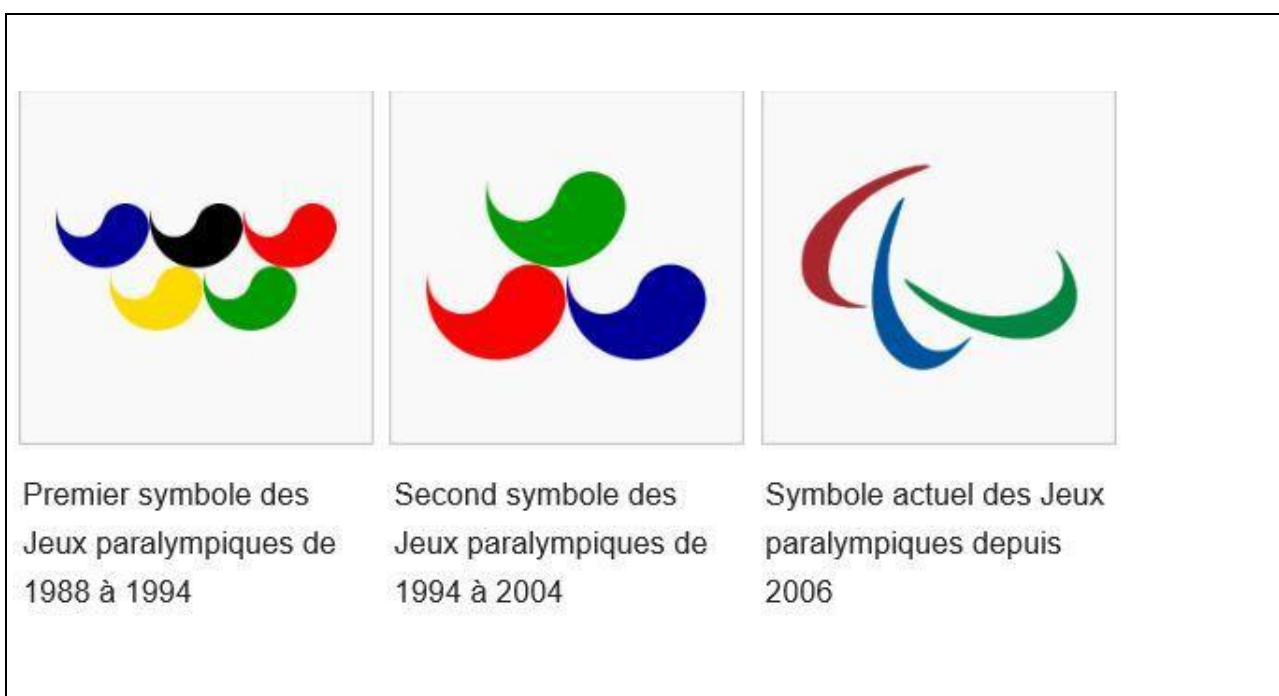 Premier symbole des
Jeux paralympiques de
1988 à 1994
Second symbole des
Jeux paralympiques de
1994 à 2004
Symbole actuel des Jeux
paralympiques depuis
2006